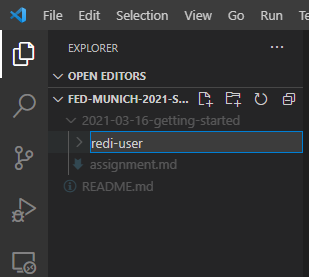 File Edit Selection View Go Run Terminal
EXPLORER
OPEN EDITORS
FED-MUNICH-2021-S...
2021-03-16-getting-started
redi-user
assignment.md
README.md